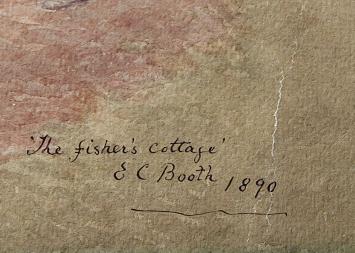 'The fisher's cottage'
E C Booth 1890